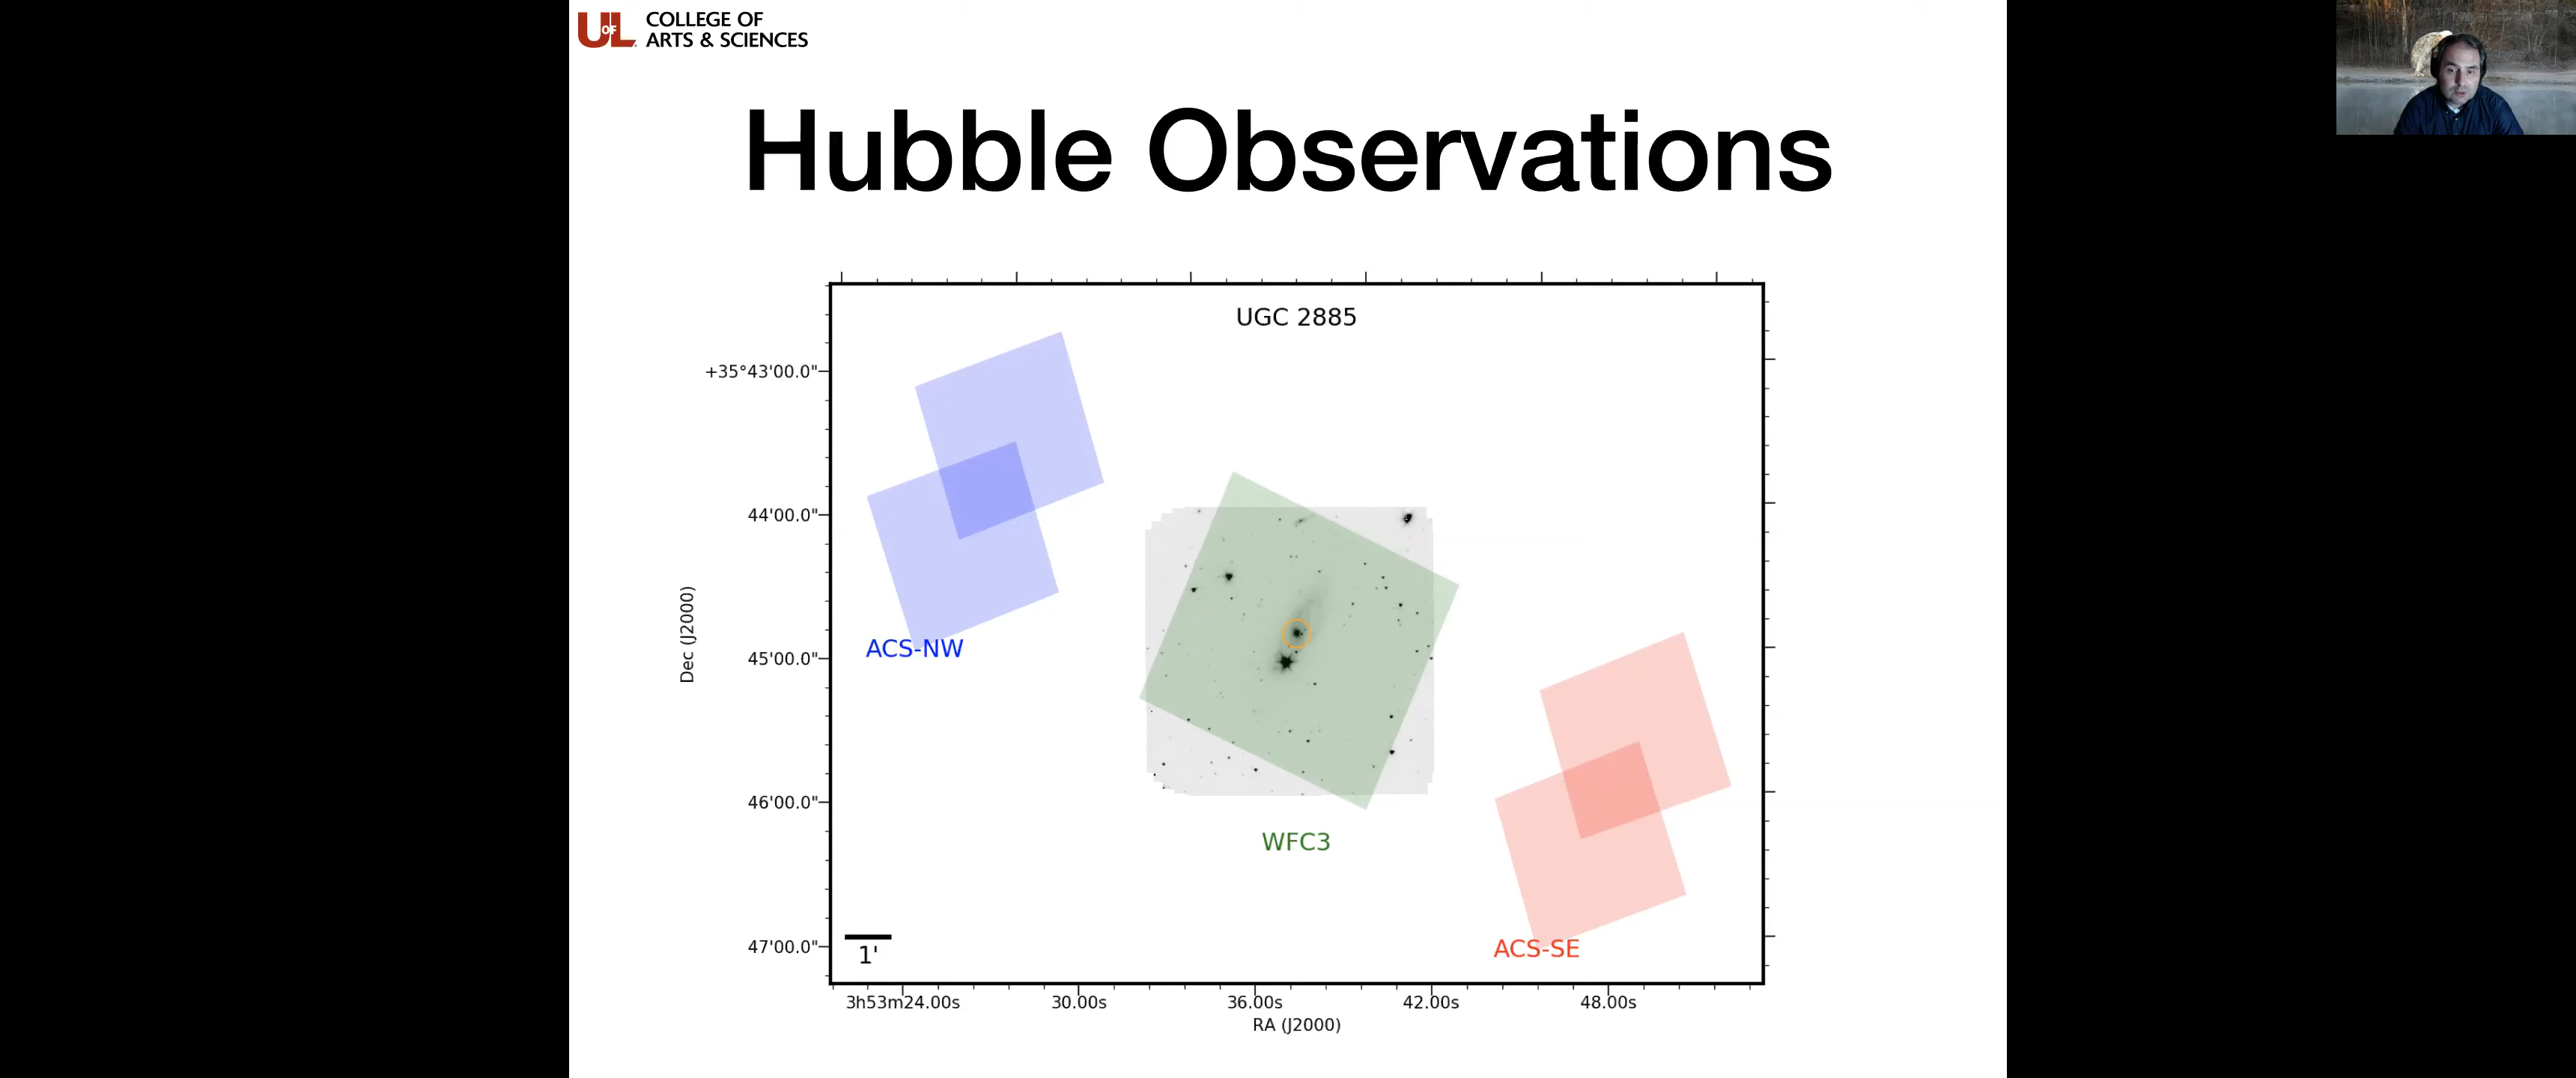 UofL COLLEGE OF
ARTS & SCIENCES
Hubble Observations
UGC 2885
+35°43'00.0"
44'00.0"
45'00.0"
46'00.0"
47'00.0"
Dec (J2000)
ACS-NW
WFC3
ACS-SE
1'
3h53m24.00s 30.00s 36.00s 42.00s 48.00s
RA (J2000)